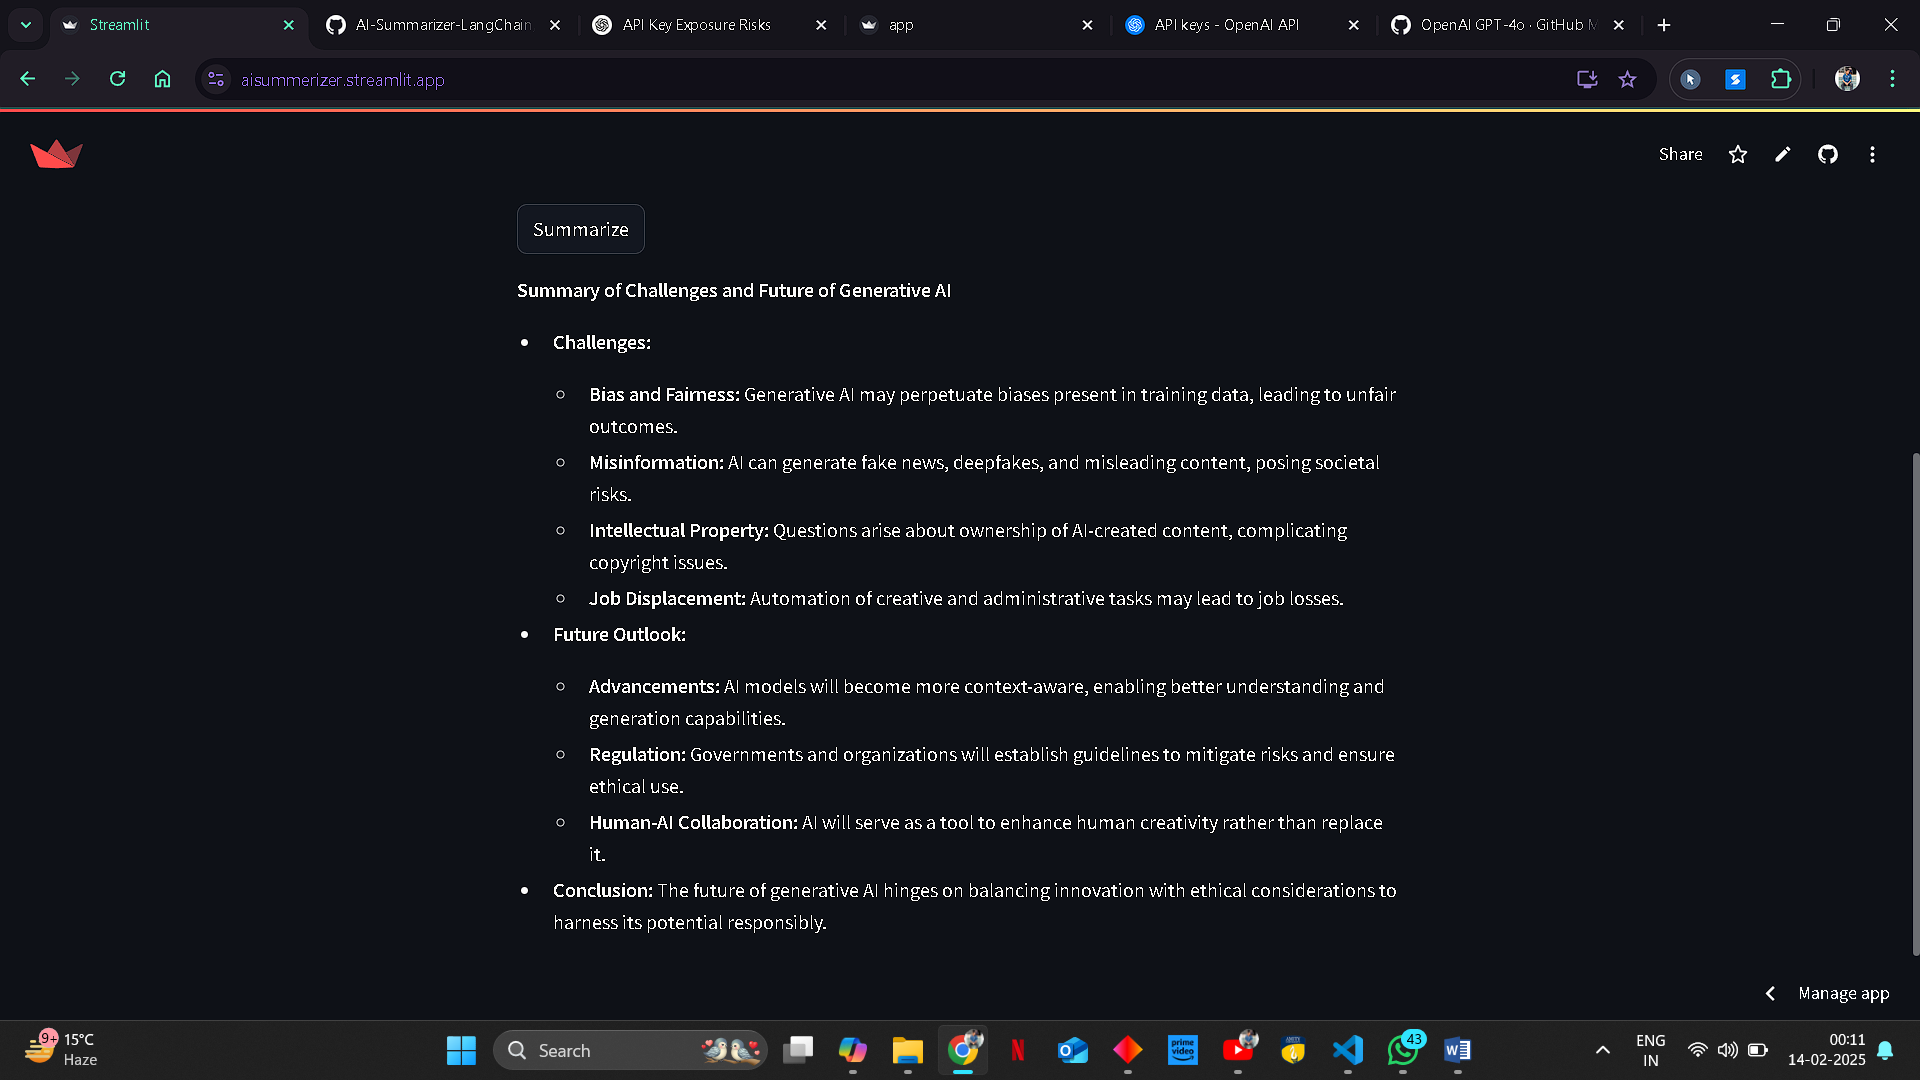 Streamlit
AI-Summarizer-LangChain
API Key Exposure Risks
app
API keys - OpenAI API
OpenAI GPT-4o · GitHub M
aisummerizer.streamlit.app
Share
Summarize
Summary of Challenges and Future of Generative AI
• Challenges:
○ Bias and Fairness: Generative AI may perpetuate biases present in training data, leading to unfair
outcomes.
○ Misinformation: AI can generate fake news, deepfakes, and misleading content, posing societal
risks.
○ Intellectual Property: Questions arise about ownership of AI-created content, complicating
copyright issues.
○ Job Displacement: Automation of creative and administrative tasks may lead to job losses.
• Future Outlook:
○ Advancements: AI models will become more context-aware, enabling better understanding and
generation capabilities.
○ Regulation: Governments and organizations will establish guidelines to mitigate risks and ensure
ethical use.
○ Human-AI Collaboration: AI will serve as a tool to enhance human creativity rather than replace
it.
• Conclusion: The future of generative AI hinges on balancing innovation with ethical considerations to
harness its potential responsibly.
Manage app
9+
15°C
Haze
Search
prime
video
43
ENG
IN
00:11
14-02-2025